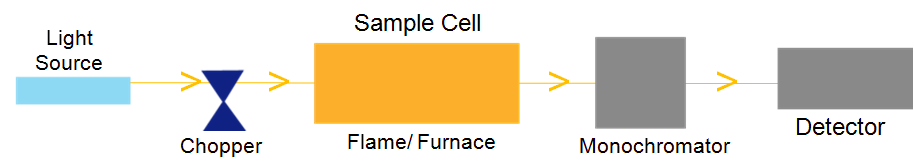 Light
Source
Chopper
Sample Cell
Flame/ Furnace
Monochromator
Detector